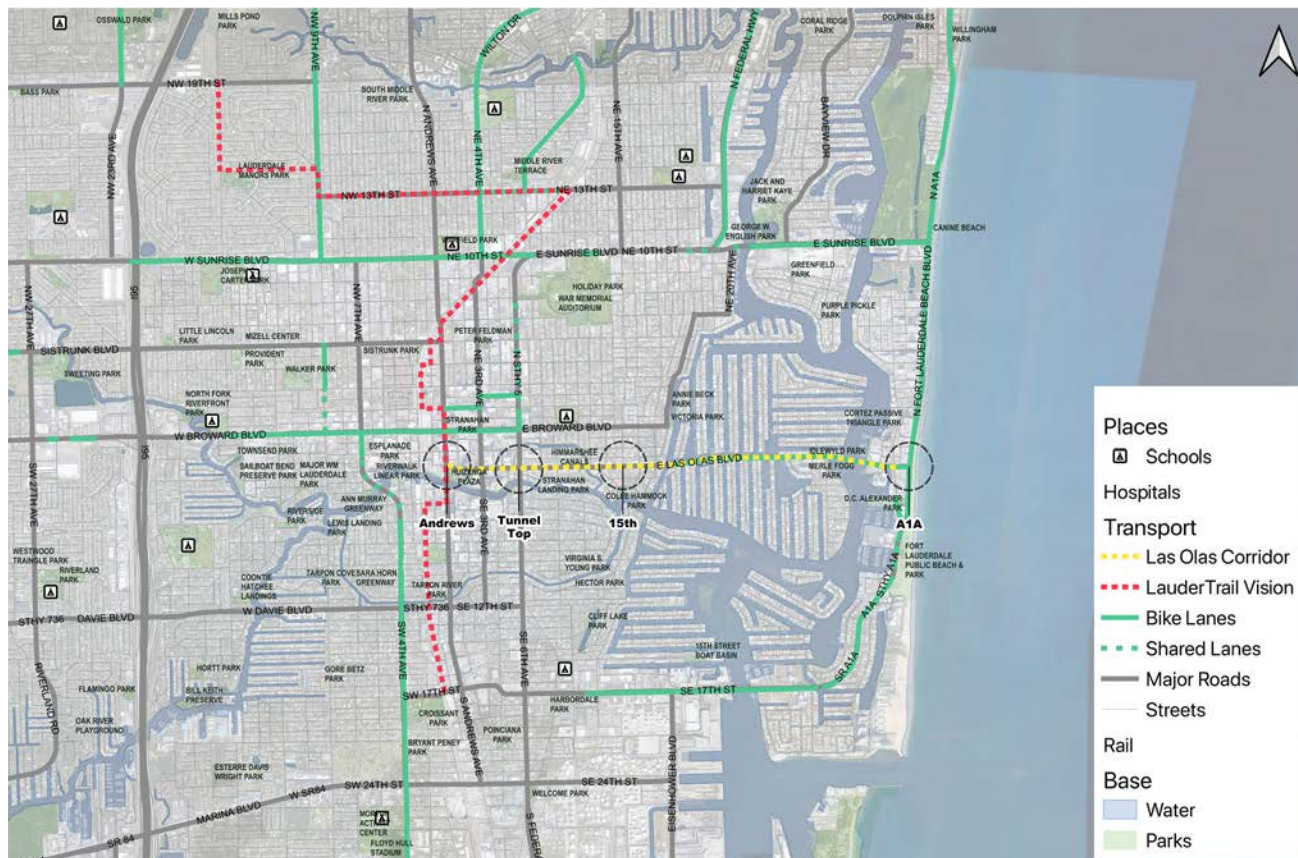 OSSWALD PARK
MILLS POND
PARK
NW 9TH AVE
WILTON DR
N FEDERAL HWY
CORAL RIDGE
PARK
DOLPHIN ISLES
PARK
WILLINGHAM
PARK
BASS PARK
NW 19TH ST
SOUTH MIDDLE
RIVER PARK
N ANDREWS AVE
NE 4TH AVE
NE 15TH AVE
BAYVIEW DR
N A1A
NW 23RD AVE
LAUDERDALE
MANORS PARK
MIDDLE RIVER
TERRACE
NW 13TH ST
NE 13TH ST
JACK AND
HARRIET KAYE
PARK
GEORGE W.
ENGLISH PARK
CANINE BEACH
W SUNRISE BLVD
NE 10TH ST
E SUNRISE BLVD
NE 10TH ST
E SUNRISE BLVD
JOSEPH
CARTER PARK
HOLIDAY PARK
WAR MEMORIAL
AUDITORIUM
NE 20TH AVE
GREENFIELD
PARK
PURPLE PICKLE
PARK
N FORT LAUDERDALE BEACH BLVD
NW 27TH AVE
I95
NW 7TH AVE
LITTLE LINCOLN
PARK
MIZELL CENTER
PETER FELDMAN
PARK
SISTRUNK BLVD
SISTRUNK PARK
PROVIDENT
PARK
WALKER PARK
NE 3RD AVE
N STHY 5
SWEETING PARK
NORTH FORK
RIVERFRONT
PARK
ANNIE BECK
PARK
VICTORIA PARK
CORTEZ PASSIVE
TRIANGLE PARK
STRANAHAN
PARK
W BROWARD BLVD
E BROWARD BLVD
I95
TOWNSEND PARK
SAILBOAT BEND
PRESERVE PARK
MAJOR WM
LAUDERDALE
PARK
ESPLANADE
PARK
RIVERWALK
LINEAR PARK
HUIZENGA
PLAZA
HIMMARSHEE
CANALS
STRANAHAN
LANDING PARK
E LAS OLAS BLVD
IDLEWYLD PARK
MERLE FOGG
PARK
COLEE HAMMOCK
PARK
D.C. ALEXANDER
PARK
SW 27TH AVE
ANN MURRAY
GREENWAY
RIVERSIDE
PARK
LEWIS LANDING
PARK
Andrews
Tunnel
Top
15th
A1A
SE 3RD AVE
WESTWOOD
TRAINGLE PARK
RIVERLAND
PARK
COONTIE
HATCHEE
LANDINGS
TARPON COVE
SARA HORN
GREENWAY
TARPON RIVER
PARK
VIRGINIA S.
YOUNG PARK
HECTOR PARK
FORT
LAUDERDALE
PUBLIC BEACH &
PARK
A1A - STHY A1A
STHY 736
DAVIE BLVD
W DAVIE BLVD
STHY 736
SE 12TH ST
CLIFF LAKE
PARK
15TH STREET
BOAT BASIN
SW 4TH AVE
SE 6TH AVE
HORTT PARK
GORE BETZ
PARK
FLAMINGO PARK
BILL KEITH
PRESERVE
SW 17TH ST
SE 17TH ST
SR A1A
RIVERLAND RD
HARBORDALE
PARK
CROISSANT
PARK
OAK RIVER
PLAYGROUND
POINCIANA
PARK
BRYANT PENEY
PARK
S ANDREWS AVE
EISENHOWER BLVD
ESTERRE DAVIS
WRIGHT PARK
SW 24TH ST
SE 24TH ST
W SR84
MARINA BLVD
WELCOME PARK
SR 84
CENTER
FLOYD HULL
STADIUM
Places
Schools
Hospitals
Transport
Las Olas Corridor
LauderTrail Vision
Bike Lanes
Shared Lanes
Major Roads
Streets
Rail
Base
Water
Parks